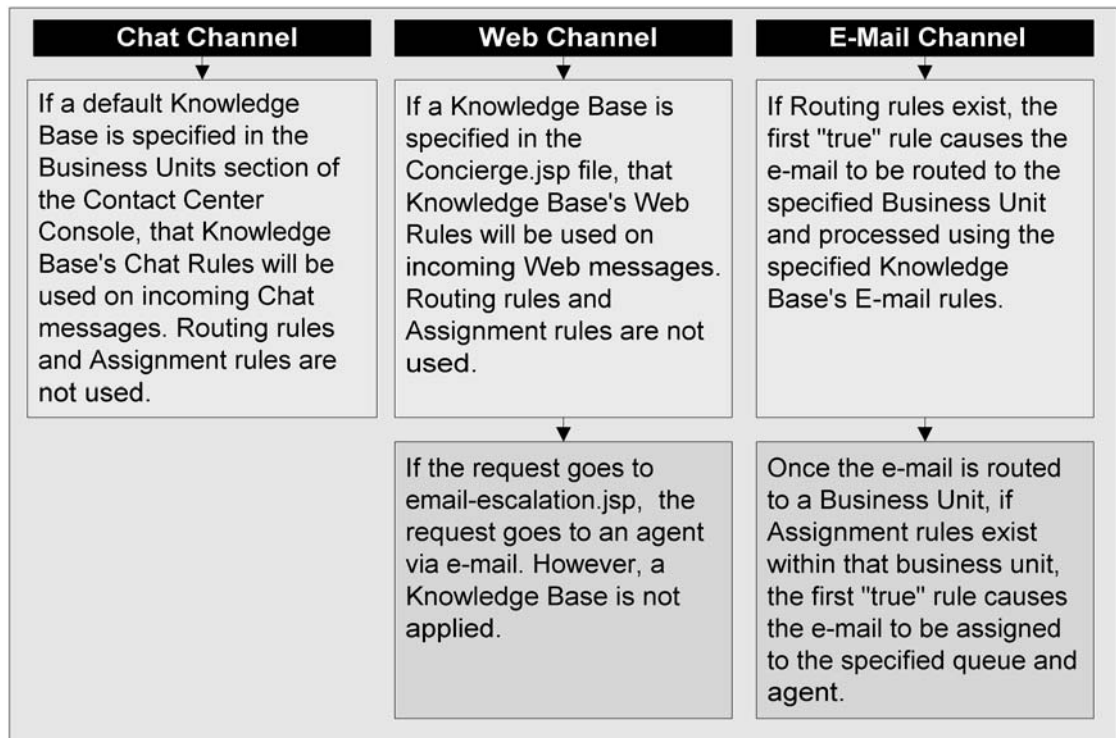 Chat Channel
If a default Knowledge
Base is specified in the
Business Units section of
the Contact Center
Console, that Knowledge
Base's Chat Rules will be
used on incoming Chat
messages. Routing rules
and Assignment rules are
not used.
Web Channel
If a Knowledge Base is
specified in the
Concierge.jsp file, that
Knowledge Base's Web
Rules will be used on
incoming Web messages.
Routing rules and
Assignment rules are not
used.
If the request goes to
email-escalation.jsp, the
request goes to an agent
via e-mail. However, a
Knowledge Base is not
applied.
E-Mail Channel
If Routing rules exist, the
first "true" rule causes the
e-mail to be routed to the
specified Business Unit
and processed using the
specified Knowledge
Base's E-mail rules.
Once the e-mail is routed
to a Business Unit, if
Assignment rules exist
within that business unit,
the first "true" rule causes
the e-mail to be assigned
to the specified queue and
agent.